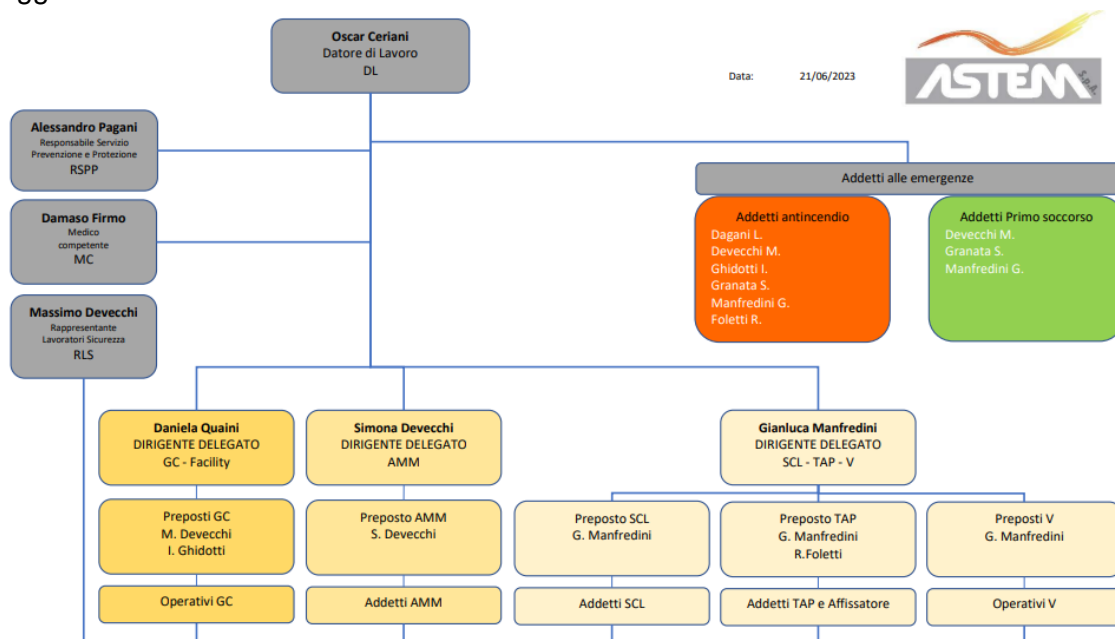 Oscar Ceriani
Datore di Lavoro
DL
Data: 21/06/2023
ASTEM S.p.A.
Alessandro Pagani
Responsabile Servizio
Prevenzione e Protezione
RSPP
Addetti alle emergenze
Damaso Firmo
Medico
competente
MC
Addetti antincendio
Dagani L.
Devecchi M.
Ghidotti I.
Granata S.
Manfredini G.
Foletti R.
Addetti Primo soccorso
Devecchi M.
Granata S.
Manfredini G.
Massimo Devecchi
Rappresentante
Lavoratori Sicurezza
RLS
Daniela Quaini
DIRIGENTE DELEGATO
GC - Facility
Simona Devecchi
DIRIGENTE DELEGATO
AMM
Gianluca Manfredini
DIRIGENTE DELEGATO
SCL - TAP - V
Preposti GC
M. Devecchi
I. Ghidotti
Preposto AMM
S. Devecchi
Preposto SCL
G. Manfredini
Preposto TAP
G. Manfredini
R.Foletti
Preposti V
G. Manfredini
Operativi GC
Addetti AMM
Addetti SCL
Addetti TAP e Affissatore
Operativi V